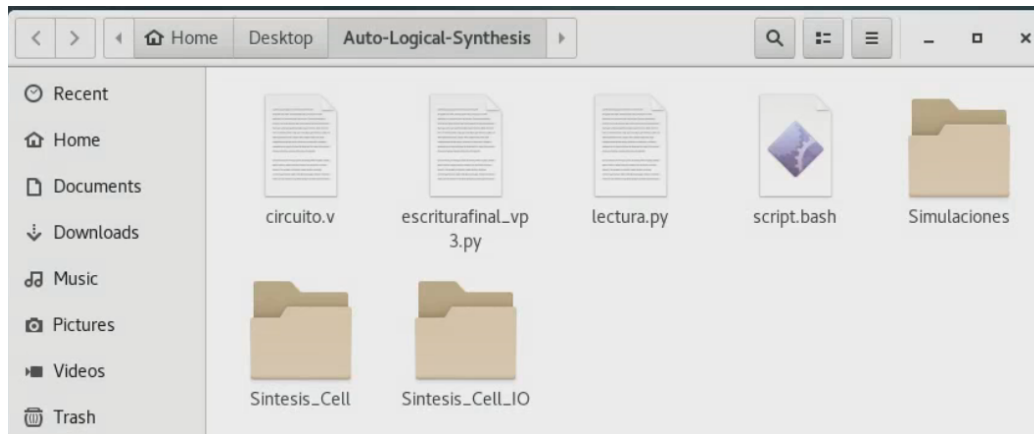 Home
Desktop
Auto-Logical-Synthesis
Recent
Home
Documents
Downloads
Music
Pictures
Videos
Trash
circuito.v
escriturafinal_vp
3.py
lectura.py
script.bash
Simulaciones
Sintesis_Cell
Sintesis_Cell_IO